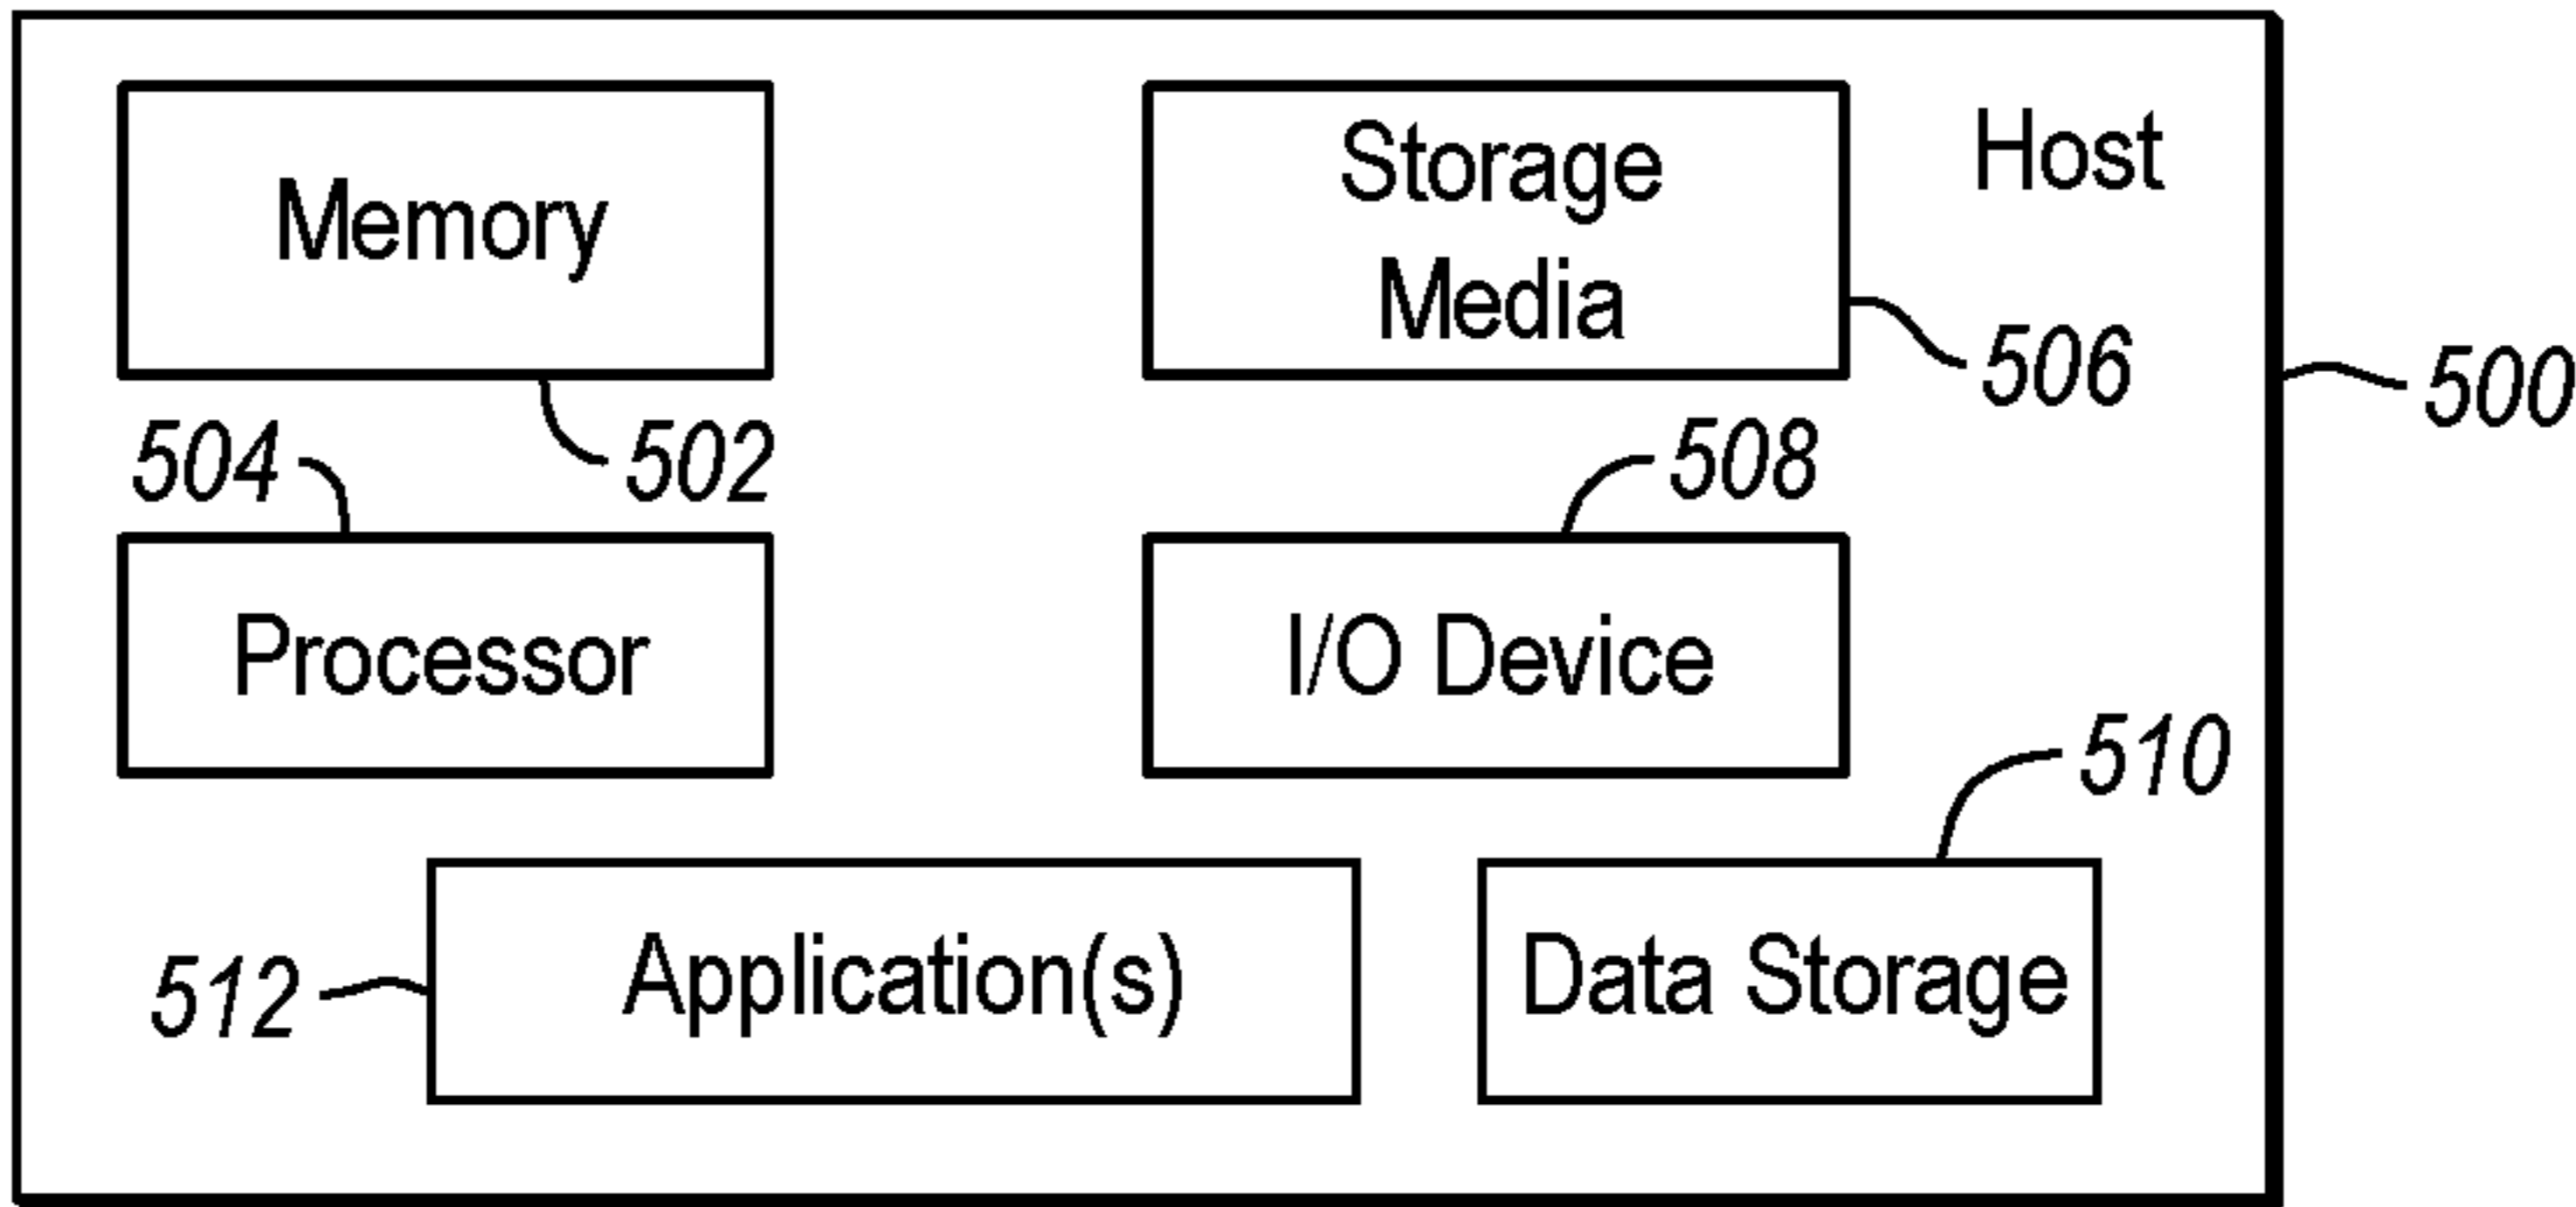 Memory
Storage
Media
Host
506
500
504
502
508
Processor
I/O Device
510
512
Application(s)
Data Storage